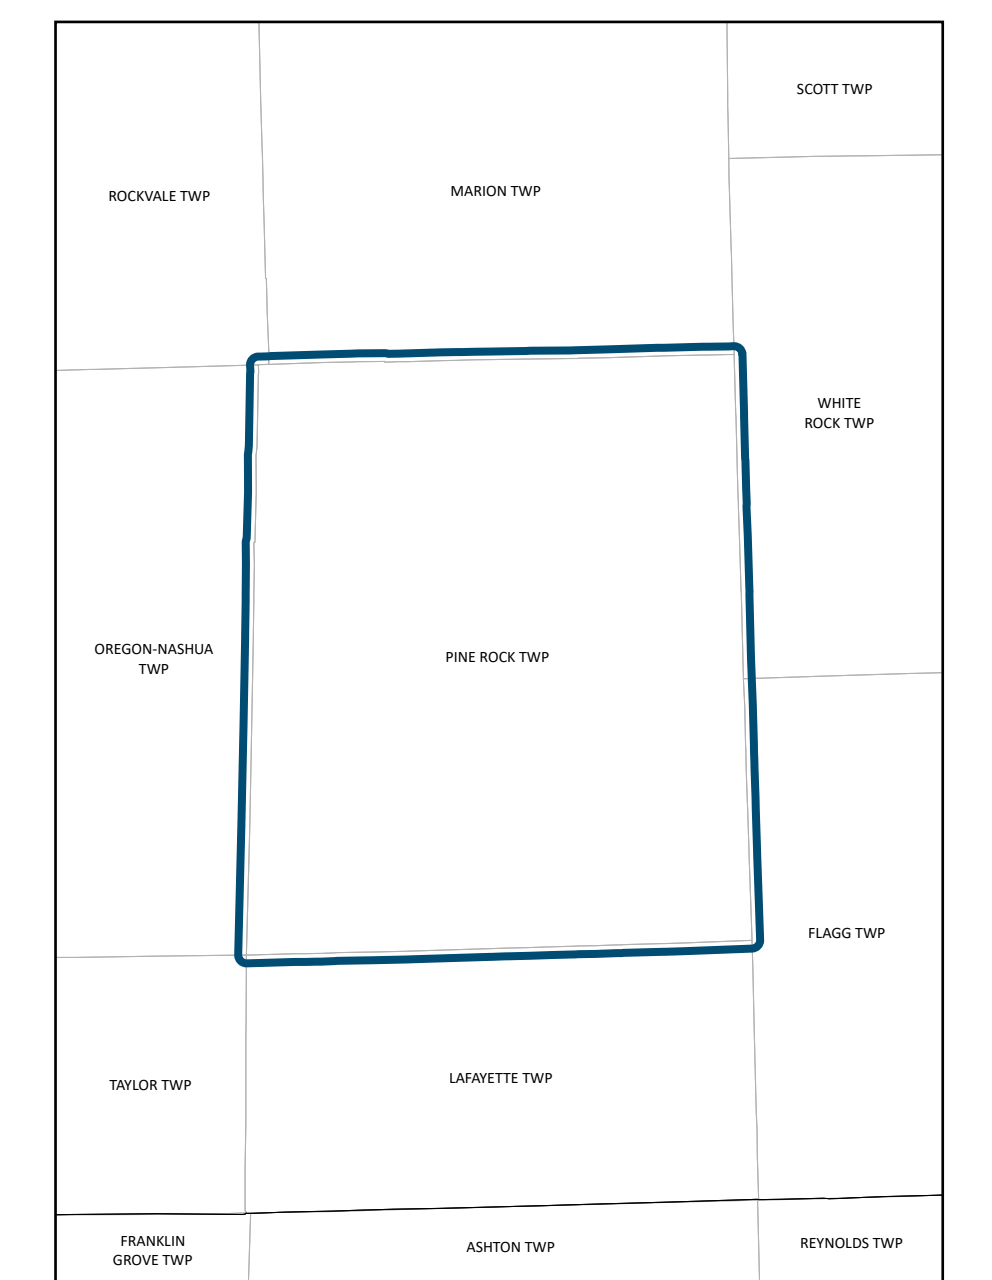 SCOTT TWP
ROCKVALE TWP
MARION TWP
WHITE
ROCK TWP
OREGON-NASHUA
TWP
PINE ROCK TWP
FLAGG TWP
TAYLOR TWP
LAFAYETTE TWP
FRANKLIN
GROVE TWP
ASHTON TWP
REYNOLDS TWP